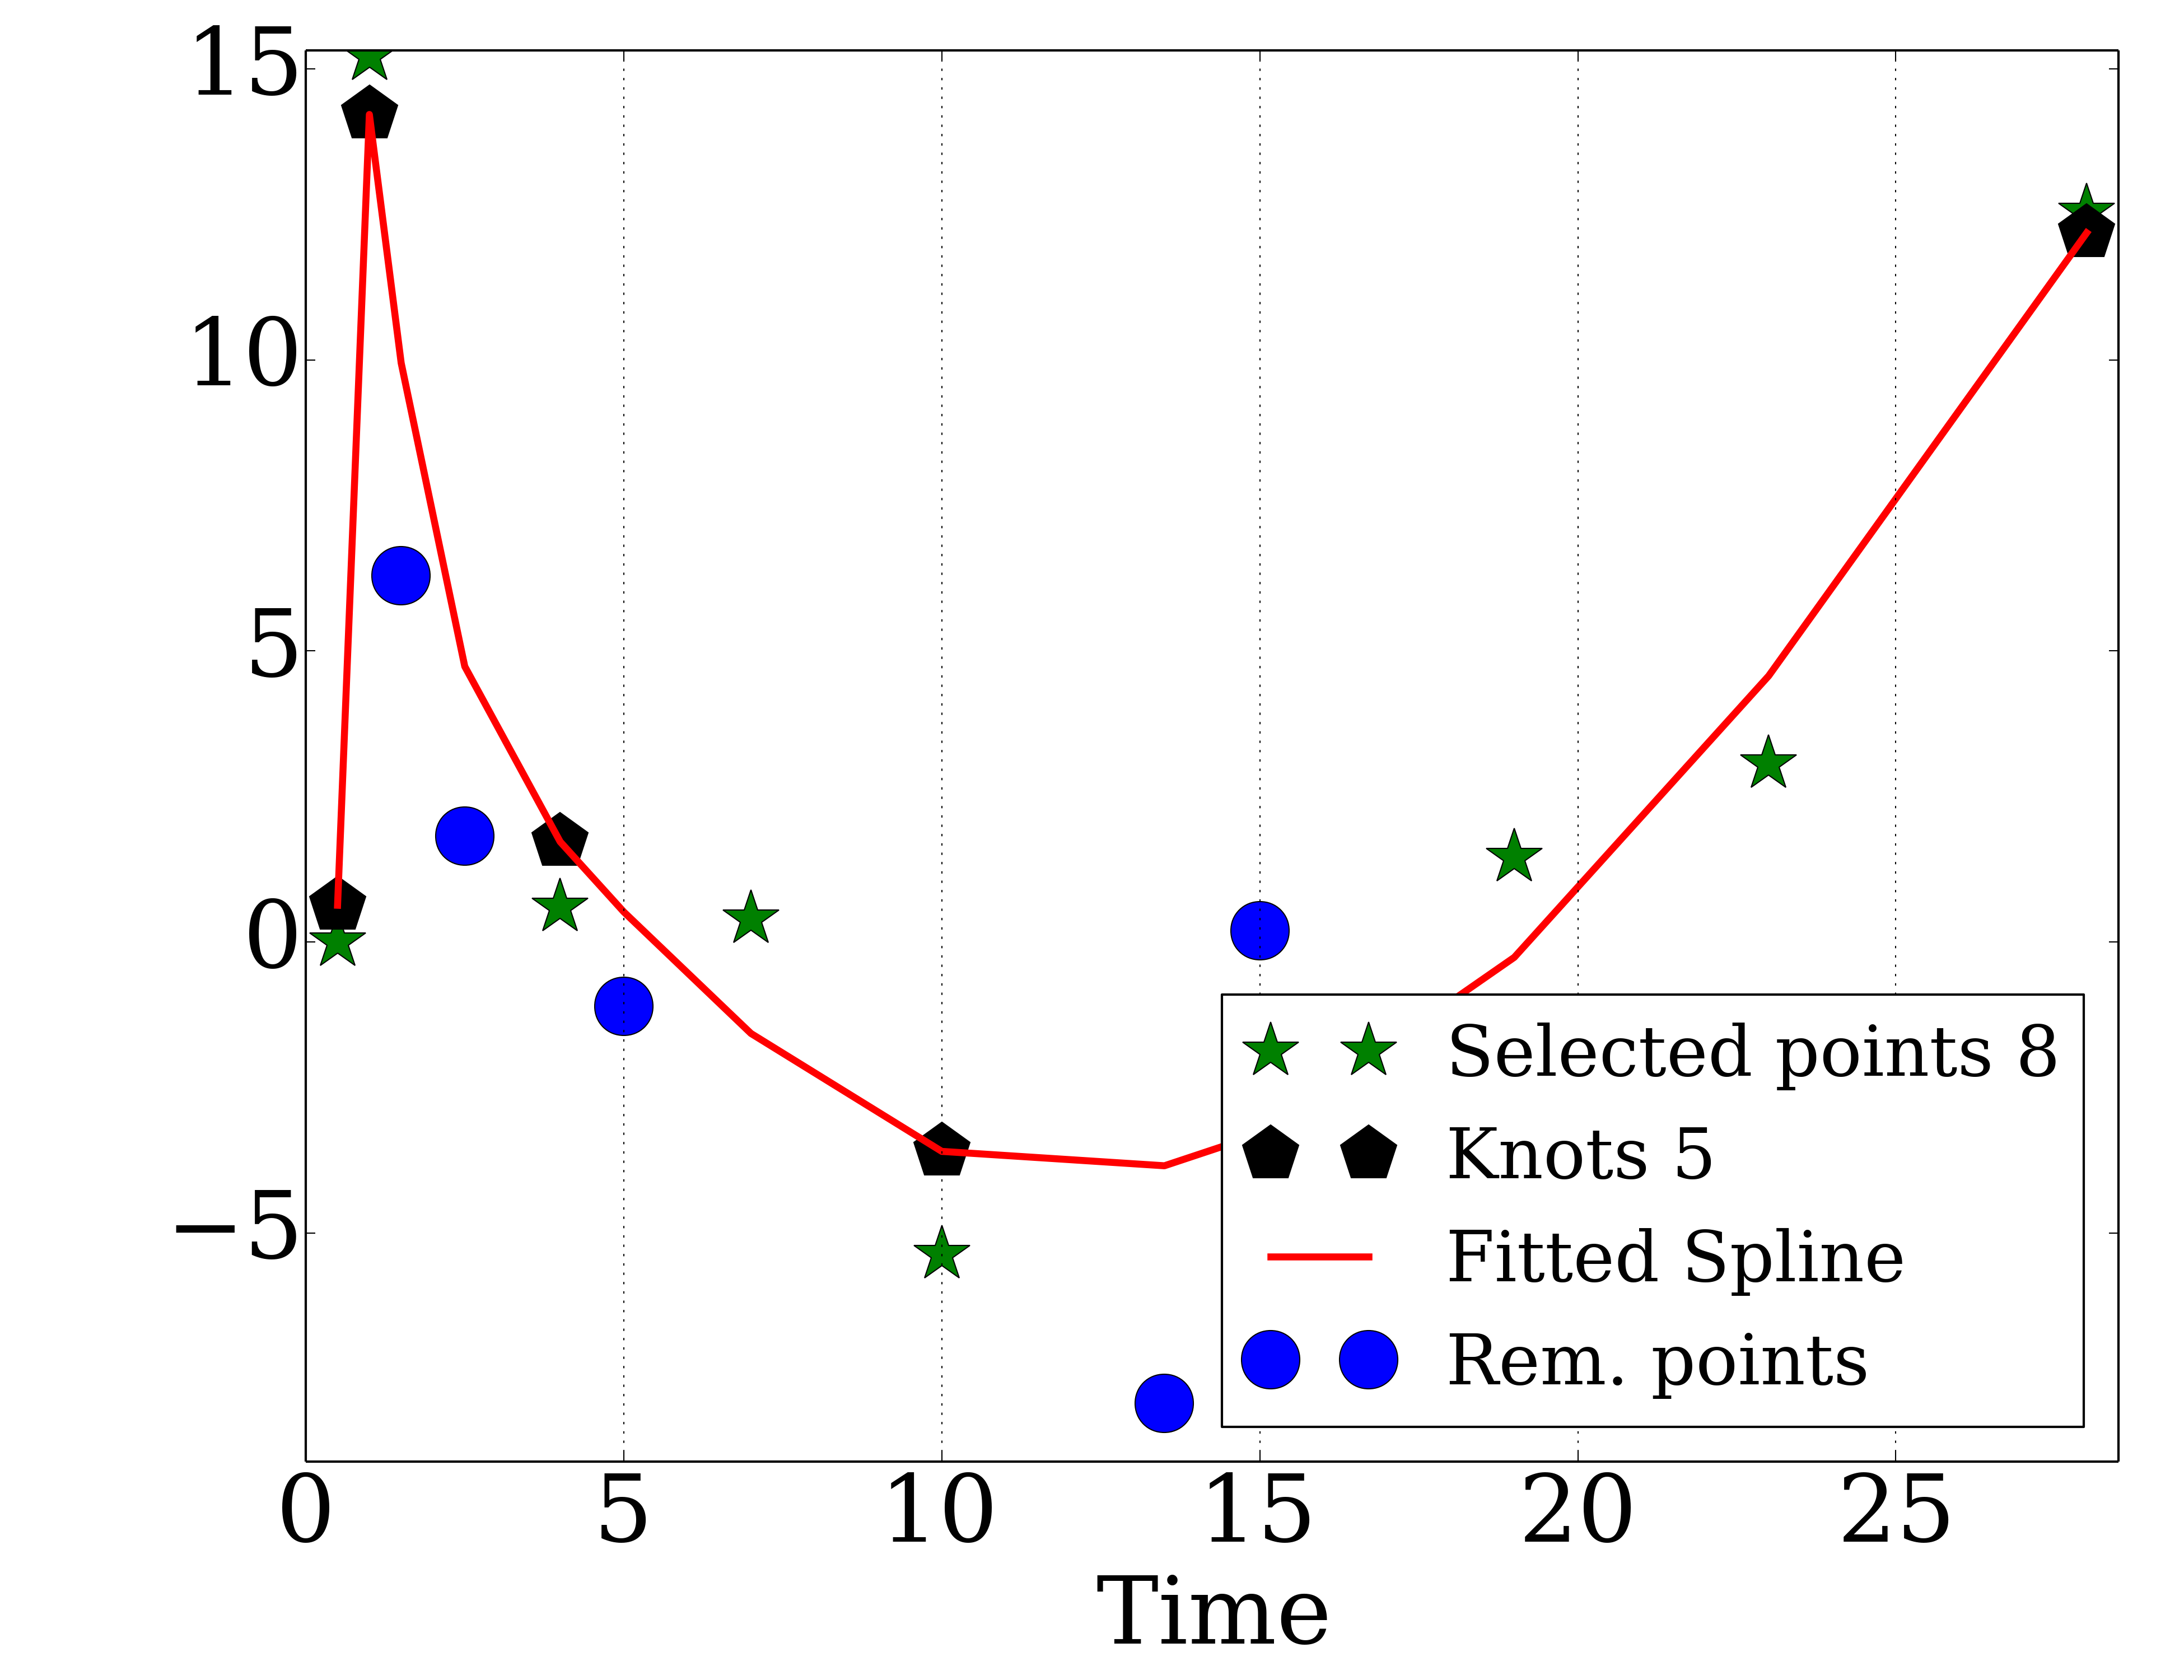 15
10
5
0
−5
0 5 10 15 20 25
Time
Selected points 8
Knots 5
Fitted Spline
Rem. points